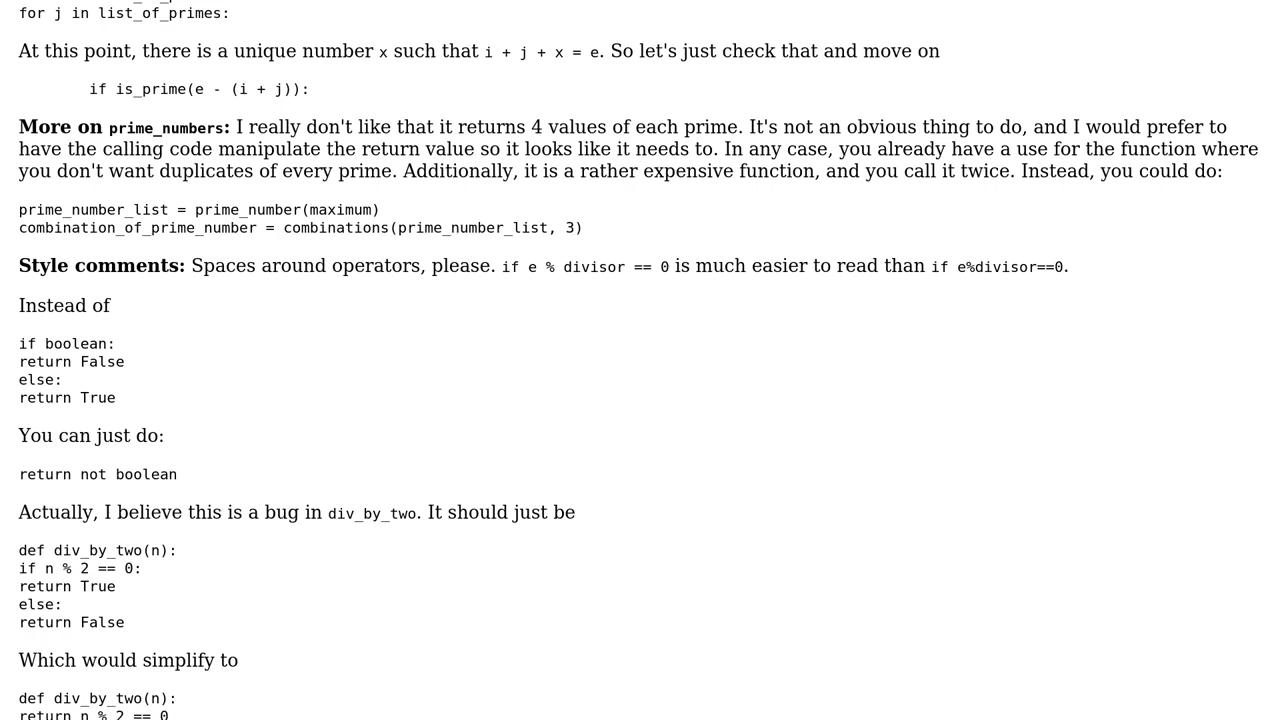 for j in list_of_primes:
At this point, there is a unique number x such that i + j + x = e. So let's just check that and move on
if is_prime(e - (i + j)):
More on prime_numbers: I really don't like that it returns 4 values of each prime. It's not an obvious thing to do, and I would prefer to
have the calling code manipulate the return value so it looks like it needs to. In any case, you already have a use for the function where
you don't want duplicates of every prime. Additionally, it is a rather expensive function, and you call it twice. Instead, you could do:
prime_number_list = prime_number(maximum)
combination_of_prime_number = combinations(prime_number_list, 3)
Style comments: Spaces around operators, please. if e % divisor == 0 is much easier to read than if e%divisor==0.
Instead of
if boolean:
return False
else:
return True
You can just do:
return not boolean
Actually, I believe this is a bug in div_by_two. It should just be
def div_by_two(n):
if n % 2 == 0:
return True
else:
return False
Which would simplify to
def div_by_two(n):
return n % 2 == 0